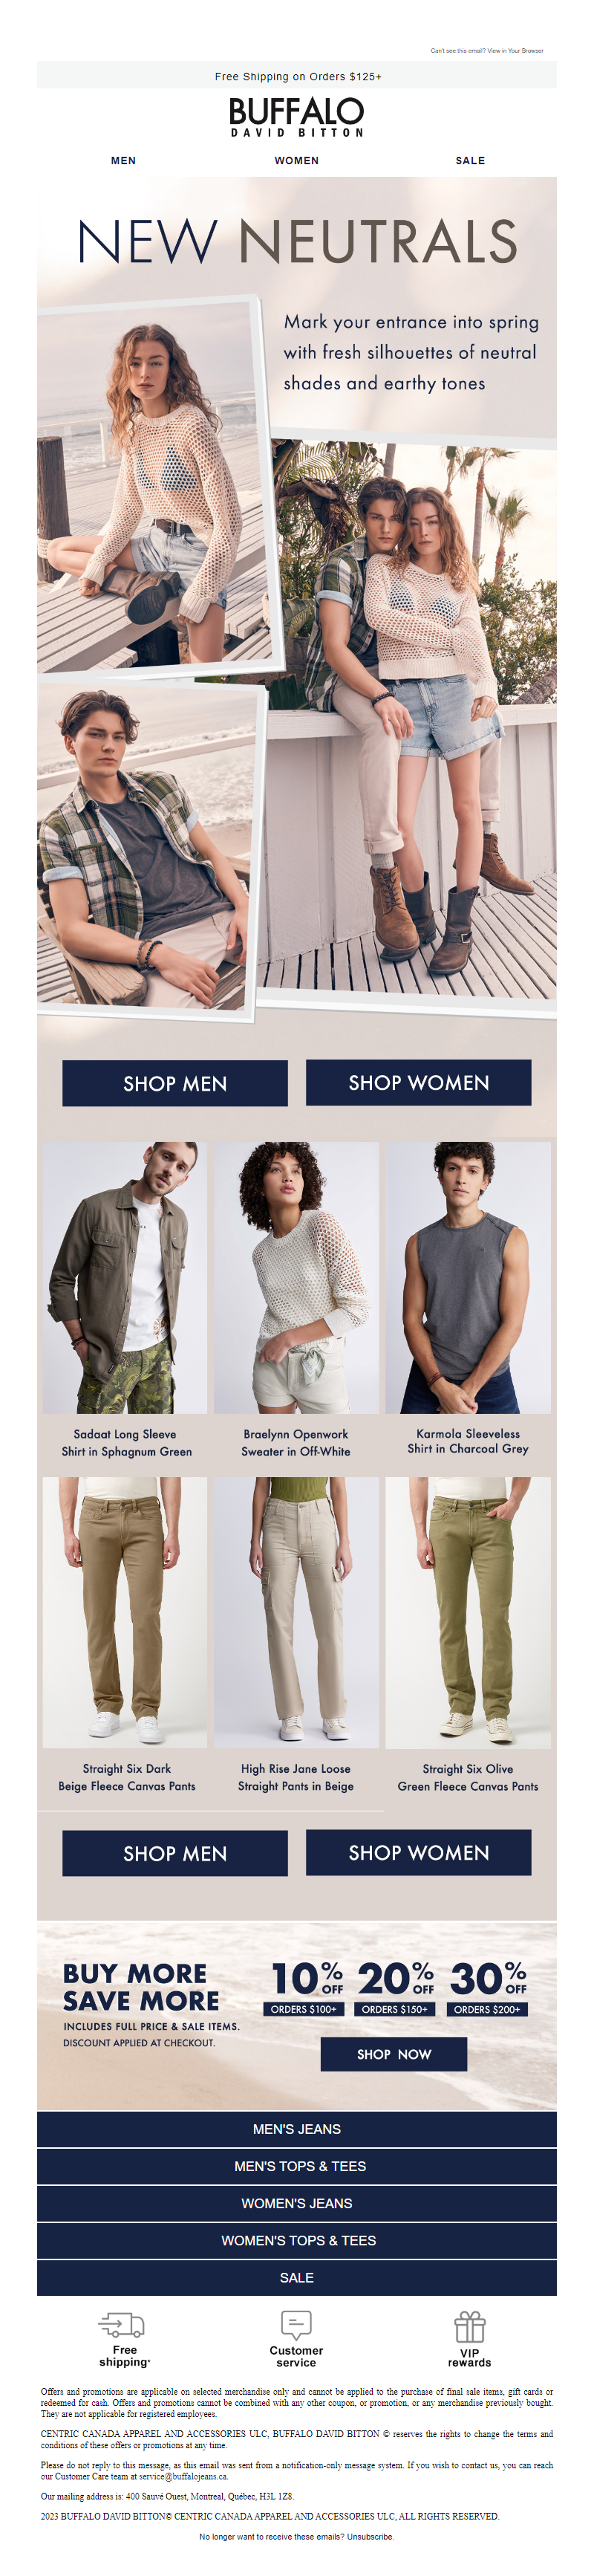 Can't see this email? View in Your Browser
Free Shipping on Orders $125+
BUFFALO
DAVID BITTON
MEN WOMEN SALE
NEW NEUTRALS
Mark your entrance into spring
with fresh silhouettes of neutral
shades and earthy tones
SHOP MEN SHOP WOMEN
Sadaat Long Sleeve
Shirt in Sphagnum Green
Braelynn Openwork
Sweater in Off-White
Karmola Sleeveless
Shirt in Charcoal Grey
Straight Six Dark
Beige Fleece Canvas Pants
High Rise Jane Loose
Straight Pants in Beige
Straight Six Olive
Green Fleece Canvas Pants
SHOP MEN SHOP WOMEN
BUY MORE
SAVE MORE
INCLUDES FULL PRICE & SALE ITEMS.
DISCOUNT APPLIED AT CHECKOUT.
10% OFF 20% OFF 30% OFF
ORDERS $100+ ORDERS $150+ ORDERS $200+
SHOP NOW
MEN'S JEANS
MEN'S TOPS & TEES
WOMEN'S JEANS
WOMEN'S TOPS & TEES
SALE
Free
shipping*
Customer
service
VIP
rewards
Offers and promotions are applicable on selected merchandise only and cannot be applied to the purchase of final sale items, gift cards or
redeemed for cash. Offers and promotions cannot be combined with any other coupon, or promotion, or any merchandise previously bought.
They are not applicable for registered employees.
CENTRIC CANADA APPAREL AND ACCESSORIES ULC, BUFFALO DAVID BITTON © reserves the rights to change the terms and
conditions of these offers or promotions at any time.
Please do not reply to this message, as this email was sent from a notification-only message system. If you wish to contact us, you can reach
our Customer Care team at service@buffalojeans.ca.
Our mailing address is: 400 Sauvé Ouest, Montreal, Québec, H3L 1Z8.
2023 BUFFALO DAVID BITTON© CENTRIC CANADA APPAREL AND ACCESSORIES ULC, ALL RIGHTS RESERVED.
No longer want to receive these emails? Unsubscribe.